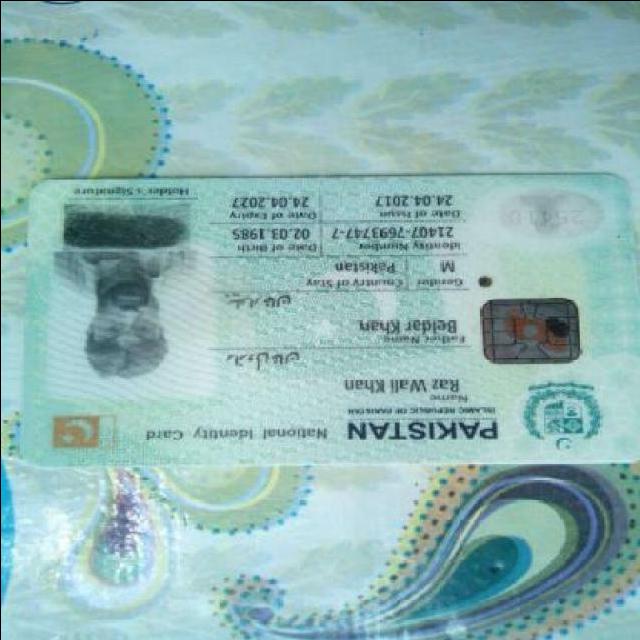 PAKISTAN National Identity Card
ISLAMIC REPUBLIC OF PAKISTAN
Name
Raz Wali Khan
Father Name
Beldar Khan
Gender Country of Stay
M Pakistan
Identity Number Date of Birth
21407-7693747-7 02.03.1985
Date of Issue Date of Expiry
24.04.2017 24.04.2027
Holder's Signature